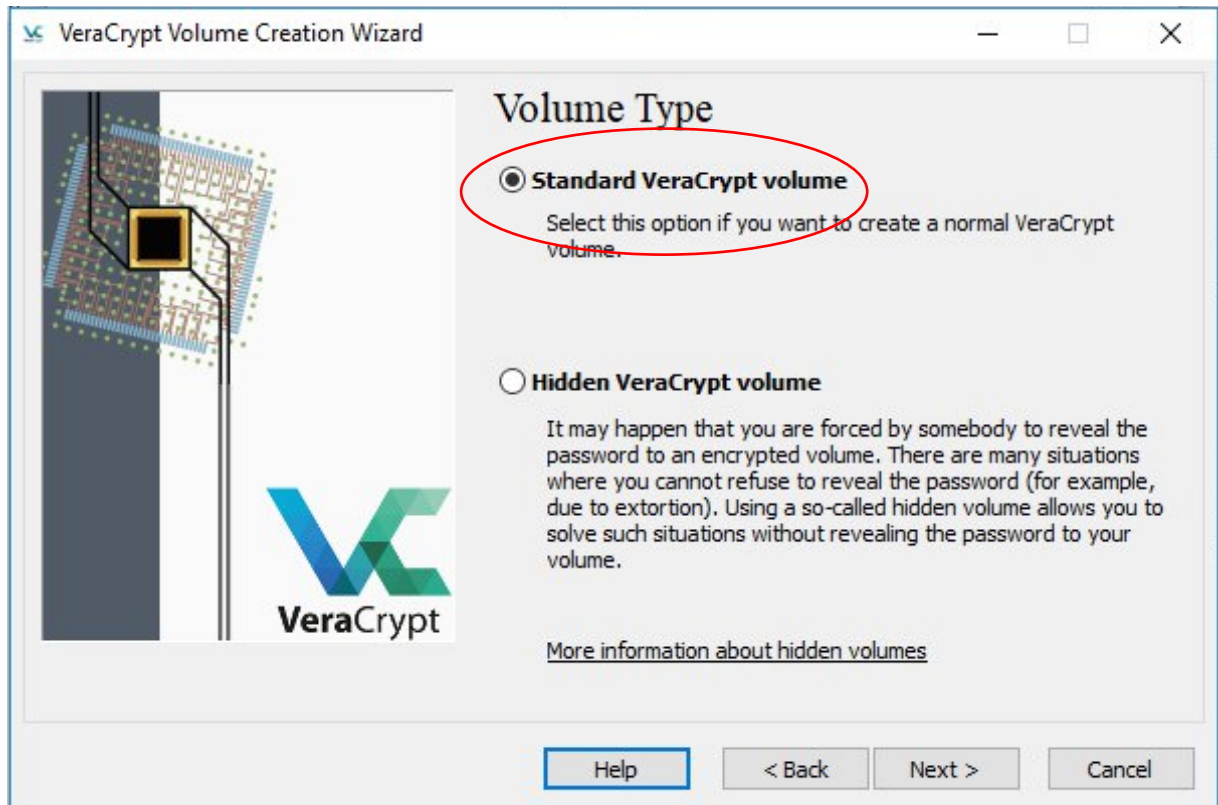 VeraCrypt Volume Creation Wizard
Volume Type
Standard VeraCrypt volume
Select this option if you want to create a normal VeraCrypt
volume.
Hidden VeraCrypt volume
It may happen that you are forced by somebody to reveal the
password to an encrypted volume. There are many situations
where you cannot refuse to reveal the password (for example,
due to extortion). Using a so-called hidden volume allows you to
solve such situations without revealing the password to your
volume.
VeraCrypt
More information about hidden volumes
Help < Back Next > Cancel